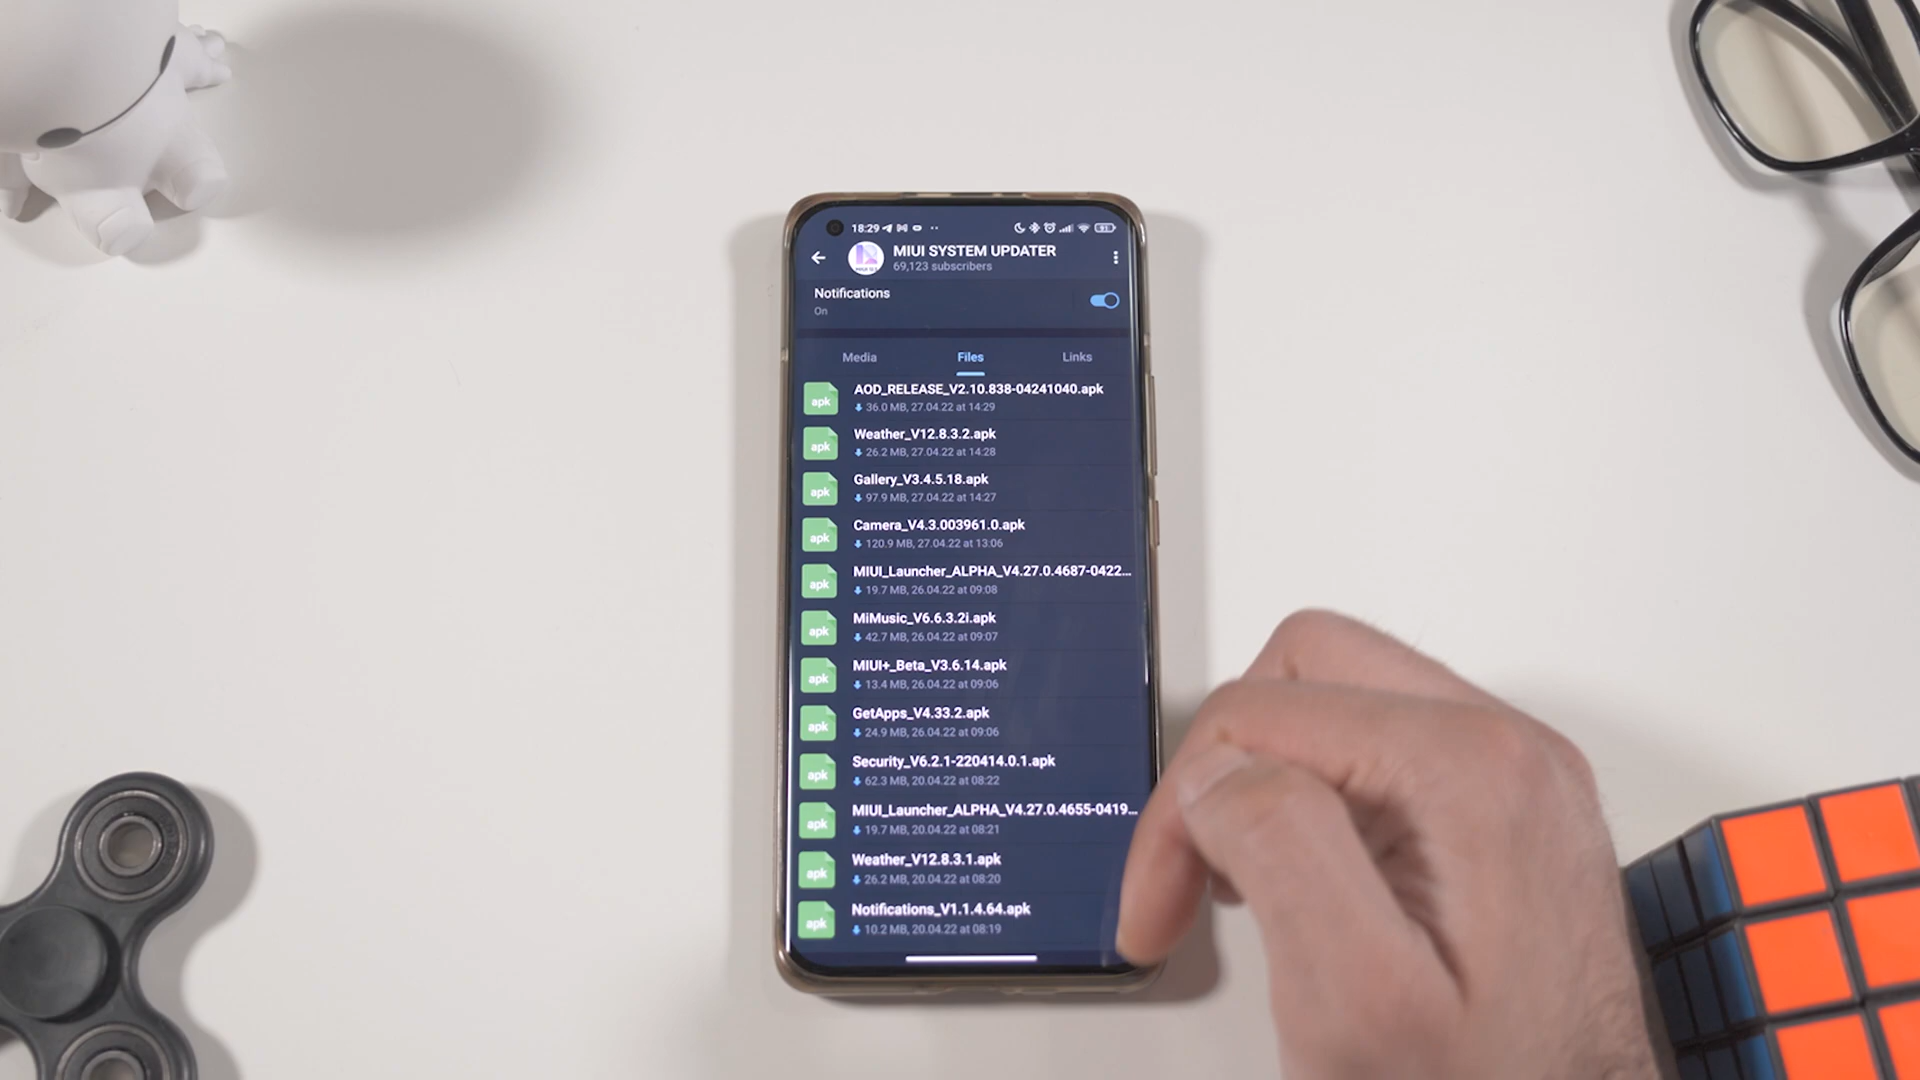 18:29
MIUI SYSTEM UPDATER
69,123 subscribers
Notifications
On
Media Files Links
apk AOD_RELEASE_V2.10.838-04241040.apk
36.0 MB, 27.04.22 at 14:29
apk Weather_V12.8.3.2.apk
26.2 MB, 27.04.22 at 14:28
apk Gallery_V3.4.5.18.apk
97.9 MB, 27.04.22 at 14:27
apk Camera_V4.3.003961.0.apk
120.9 MB, 27.04.22 at 13:06
apk MIUI_Launcher_ALPHA_V4.27.0.4687-0422...
19.7 MB, 26.04.22 at 09:08
apk MiMusic_V6.6.3.2i.apk
42.7 MB, 26.04.22 at 09:07
apk MIUI+_Beta_V3.6.14.apk
13.4 MB, 26.04.22 at 09:06
apk GetApps_V4.33.2.apk
24.9 MB, 26.04.22 at 09:06
apk Security_V6.2.1-220414.0.1.apk
62.3 MB, 20.04.22 at 08:22
apk MIUI_Launcher_ALPHA_V4.27.0.4655-0419...
19.7 MB, 20.04.22 at 08:21
apk Weather_V12.8.3.1.apk
26.2 MB, 20.04.22 at 08:20
apk Notifications_V1.1.4.64.apk
10.2 MB, 20.04.22 at 08:19